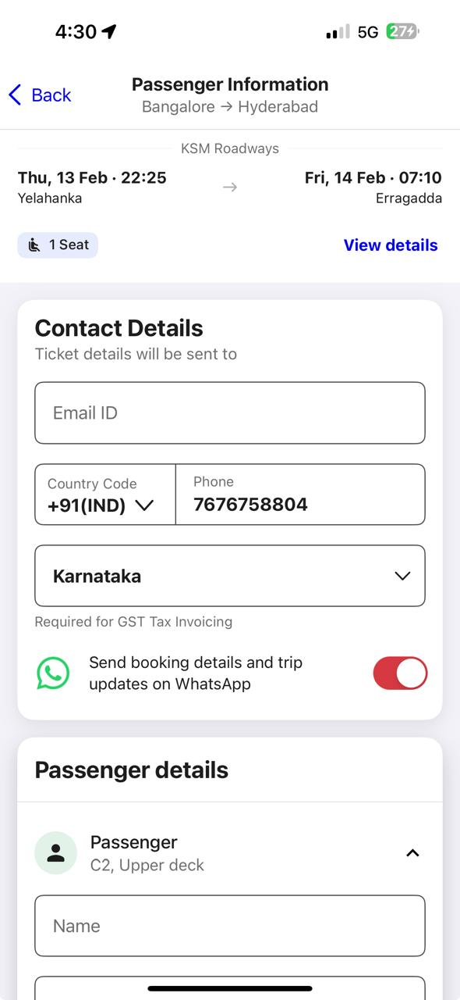 4:30
5G
27
Back
Passenger Information
Bangalore → Hyderabad
KSM Roadways
Thu, 13 Feb · 22:25
→
Fri, 14 Feb · 07:10
Yelahanka
Erragadda
1 Seat
View details
Contact Details
Ticket details will be sent to
Email ID
Country Code
+91(IND)
Phone
7676758804
Karnataka
Required for GST Tax Invoicing
Send booking details and trip
updates on WhatsApp
Passenger details
Passenger
C2, Upper deck
Name